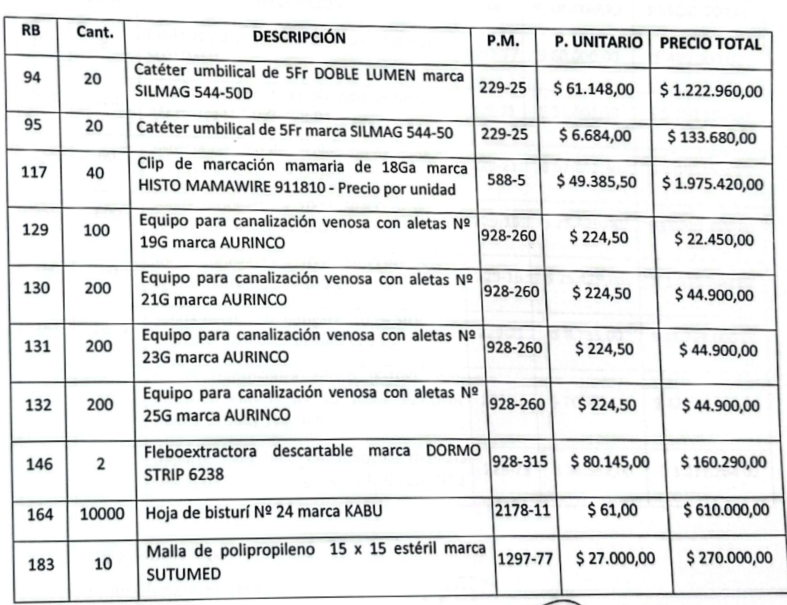 RB Cant. DESCRIPCIÓN P.M. P. UNITARIO PRECIO TOTAL
94 20 Catéter umbilical de 5Fr DOBLE LUMEN marca
SILMAG 544-50D 229-25 $ 61.148,00 $ 1.222.960,00
95 20 Catéter umbilical de 5Fr marca SILMAG 544-50 229-25 $ 6.684,00 $ 133.680,00
117 40 Clip de marcación mamaria de 18Ga marca
HISTO MAMAWIRE 911810 - Precio por unidad 588-5 $ 49.385,50 $ 1.975.420,00
129 100 Equipo para canalización venosa con aletas Nº
19G marca AURINCO 928-260 $ 224,50 $ 22.450,00
130 200 Equipo para canalización venosa con aletas Nº
21G marca AURINCO 928-260 $ 224,50 $ 44.900,00
131 200 Equipo para canalización venosa con aletas Nº
23G marca AURINCO 928-260 $ 224,50 $ 44.900,00
132 200 Equipo para canalización venosa con aletas Nº
25G marca AURINCO 928-260 $ 224,50 $ 44.900,00
146 2 Fleboextractora descartable marca DORMO
STRIP 6238 928-315 $ 80.145,00 $ 160.290,00
164 10000 Hoja de bisturí Nº 24 marca KABU 2178-11 $ 61,00 $ 610.000,00
183 10 Malla de polipropileno 15 x 15 estéril marca
SUTUMED 1297-77 $ 27.000,00 $ 270.000,00